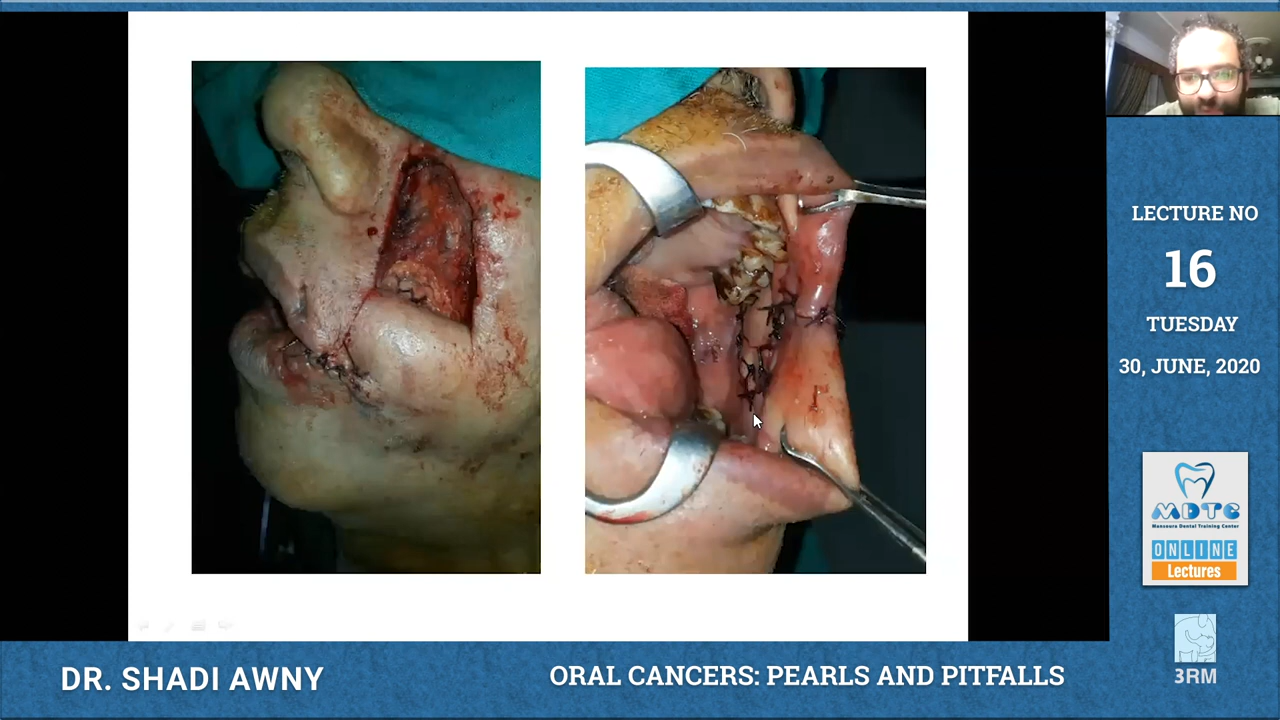 LECTURE NO
16
TUESDAY
30, JUNE, 2020
MDTC
Mansoura Dental Training Center
ONLINE
Lectures
3RM
DR. SHADI AWNY
ORAL CANCERS: PEARLS AND PITFALLS